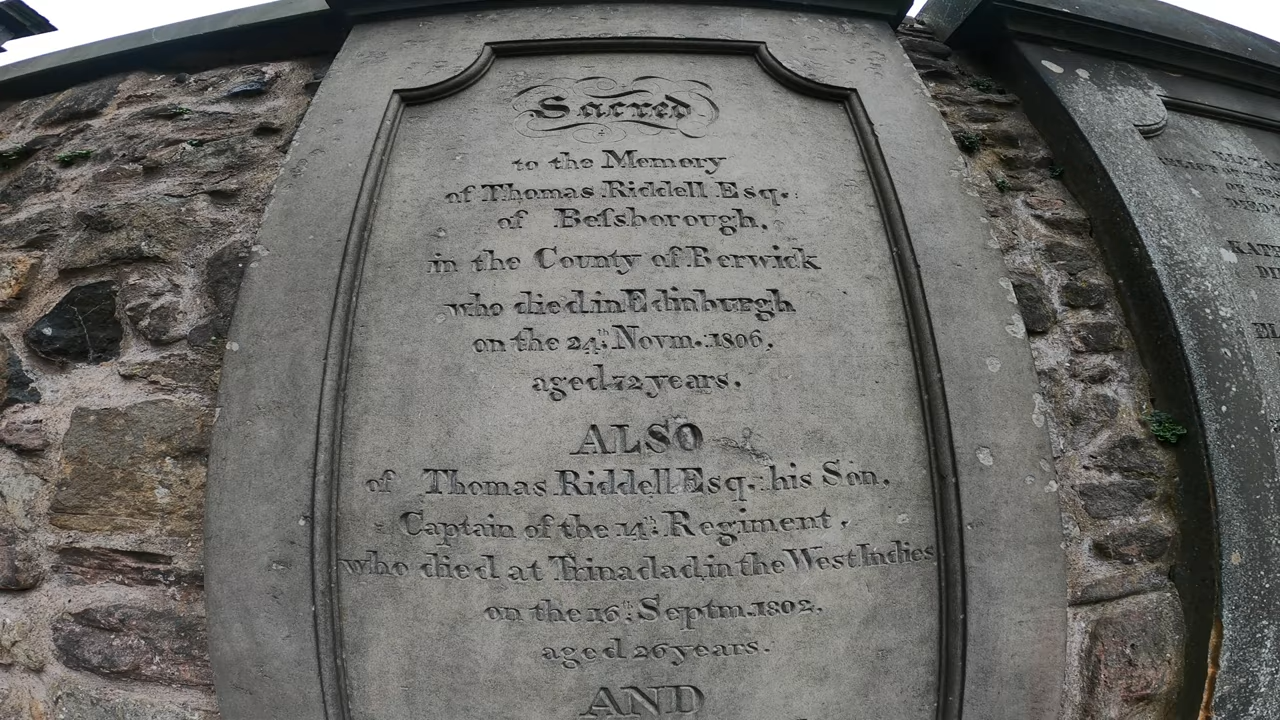 Sacred
to the Memory
of Thomas Riddell Esq.
of Beſsborough,
in the County of Berwick
who died in Edinburgh
on the 24th Novm. 1806,
aged 72 years.
ALSO
of Thomas Riddell Esq. his Son,
Captain of the 14th Regiment,
who died at Trinadad, in the West Indies
on the 16th Septm. 1802,
aged 26 years.
AND